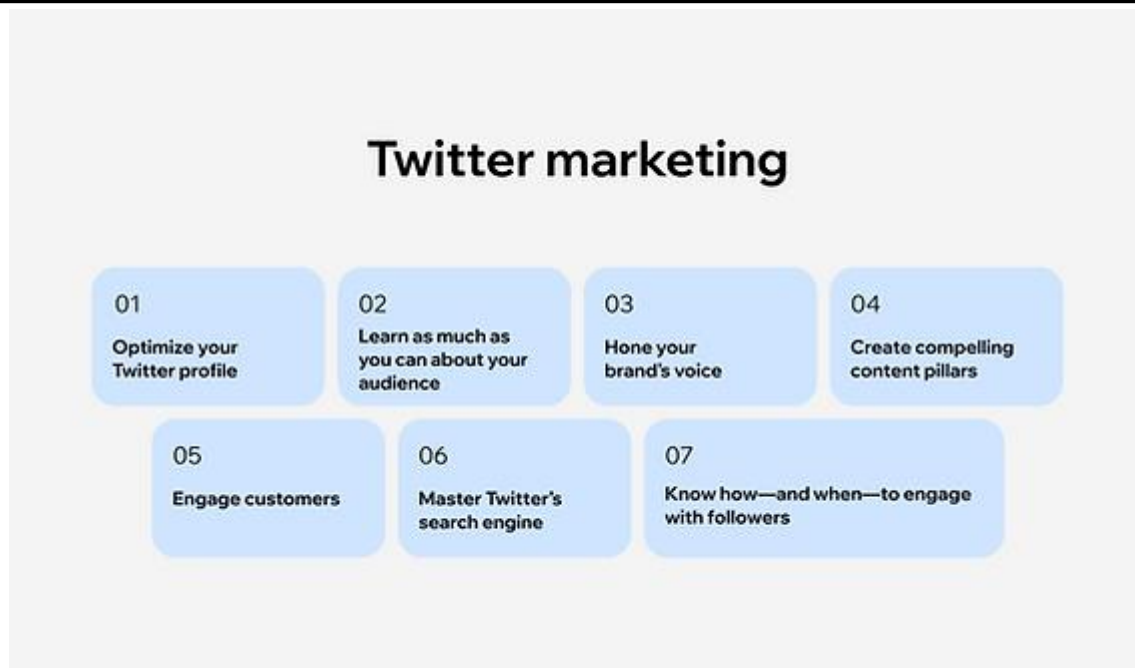 Twitter marketing
01
Optimize your
Twitter profile
02
Learn as much as
you can about your
audience
03
Hone your
brand's voice
04
Create compelling
content pillars
05
Engage customers
06
Master Twitter's
search engine
07
Know how—and when—to engage
with followers